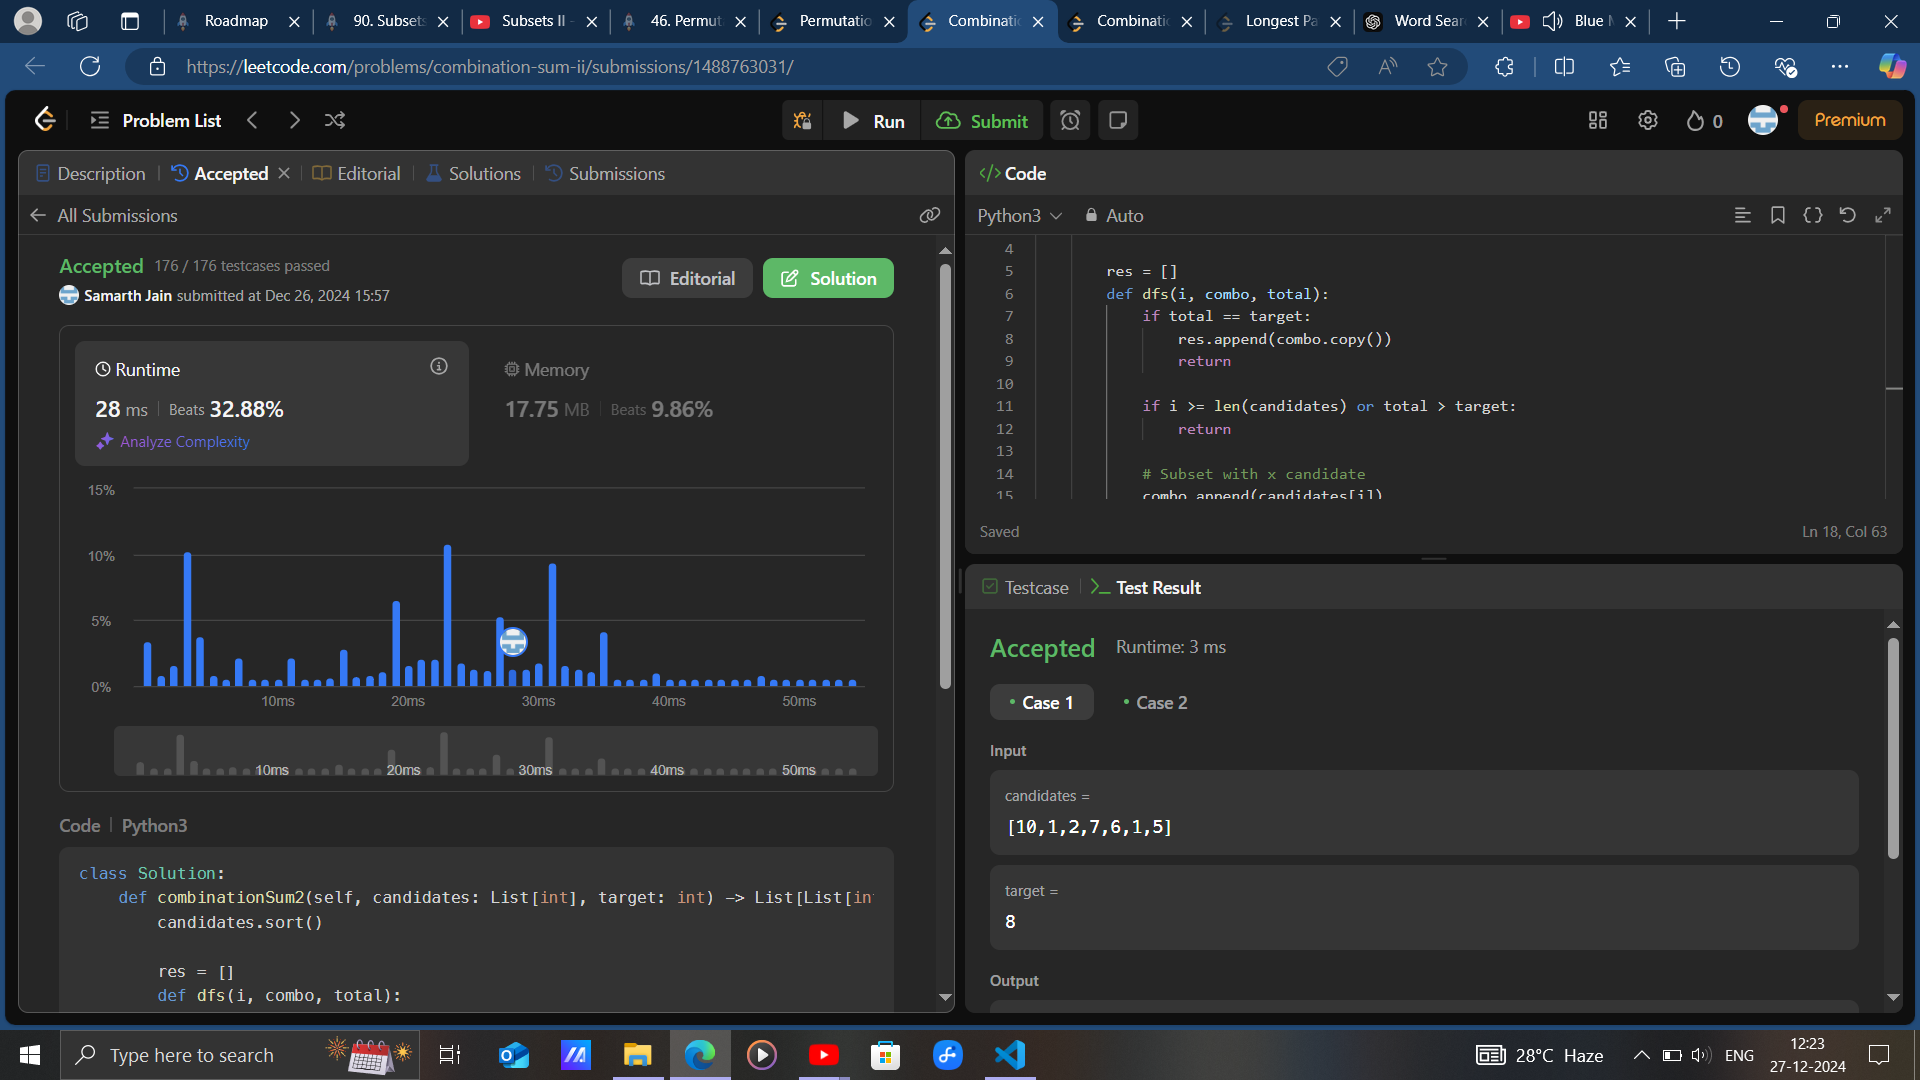 Roadmap
90. Subsets
Subsets II -
46. Permut
Permutatio
Combinati
Combinatio
Longest Pa
Word Sear
Blue
https://leetcode.com/problems/combination-sum-ii/submissions/1488763031/
Problem List
Run
Submit
0
Premium
Description
Accepted
Editorial
Solutions
Submissions
All Submissions
Accepted 176 / 176 testcases passed
Samarth Jain submitted at Dec 26, 2024 15:57
Editorial
Solution
Runtime
28 ms Beats 32.88%
Analyze Complexity
Memory
17.75 MB Beats 9.86%
15%
10%
5%
0%
10ms 20ms 30ms 40ms 50ms
10ms 20ms 30ms 40ms 50ms
Code Python3
class Solution:
def combinationSum2(self, candidates: List[int], target: int) -> List[List[in
candidates.sort()
res = []
def dfs(i, combo, total):
</> Code
Python3 Auto
4
5 res = []
6 def dfs(i, combo, total):
7 if total == target:
8 res.append(combo.copy())
9 return
10
11 if i >= len(candidates) or total > target:
12 return
13
14 # Subset with x candidate
15 combo.append(candidates[i])
Saved
Ln 18, Col 63
Testcase
Test Result
Accepted Runtime: 3 ms
Case 1
Case 2
Input
candidates =
[10,1,2,7,6,1,5]
target =
8
Output
Type here to search
28°C Haze
ENG
12:23
27-12-2024